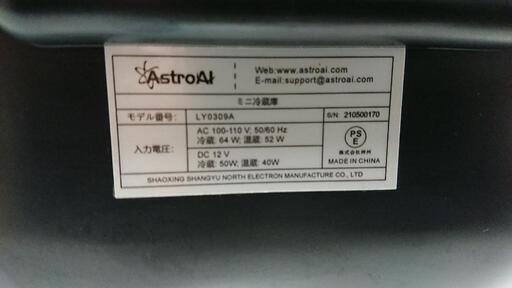 AstroAI
Web:www.astroai.com
E-mail:support@astroai.com
ミニ冷蔵庫
モデル番号: LY0309A
S/N: 210500170
入力電圧:
AC 100-110 V; 50/60 Hz
冷蔵: 64 W; 温蔵: 52 W
DC 12 V
冷蔵: 50W; 温蔵: 40W
PS
E
MADE IN CHINA
SHAOXING SHANGYU NORTH ELECTRON MANUFACTURE CO., LTD